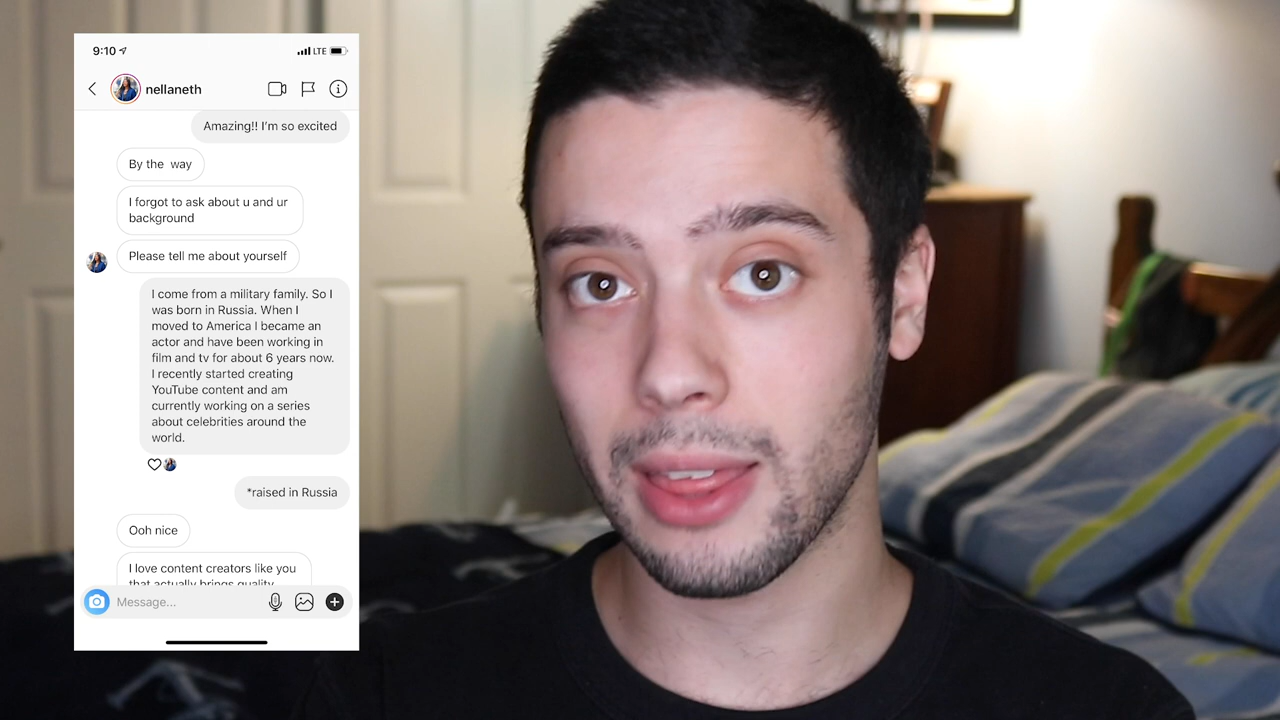 9:10
LTE
nellaneth
Amazing!! I'm so excited
By the way
I forgot to ask about u and ur
background
Please tell me about yourself
I come from a military family. So I
was born in Russia. When I
moved to America I became an
actor and have been working in
film and tv for about 6 years now.
I recently started creating
YouTube content and am
currently working on a series
about celebrities around the
world.
*raised in Russia
Ooh nice
I love content creators like you
that actually brings quality
Message...